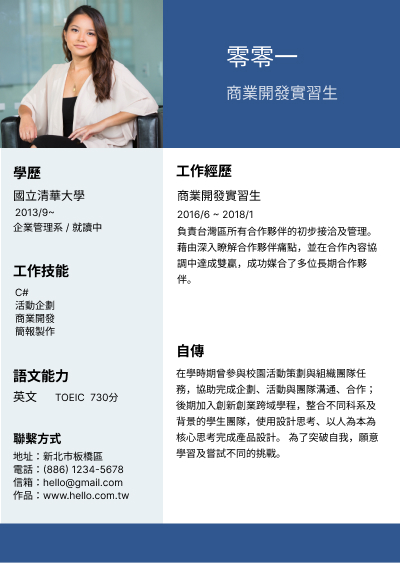 零零一
商業開發實習生
學歷
國立清華大學
2013/9~
企業管理系 / 就讀中
工作技能
C#
活動企劃
商業開發
簡報製作
語文能力
英文 TOEIC 730分
聯繫方式
地址：新北市板橋區
電話：(886) 1234-5678
信箱：hello@gmail.com
作品：www.hello.com.tw
工作經歷
商業開發實習生
2016/6 ~ 2018/1
負責台灣區所有合作夥伴的初步接洽及管理。
藉由深入瞭解合作夥伴痛點，並在合作內容協
調中達成雙贏，成功媒合了多位長期合作夥
伴。
自傳
在學時期曾參與校園活動策劃與組織團隊任
務，協助完成企劃、活動與團隊溝通、合作；
後期加入創新創業跨域學程，整合不同科系及
背景的學生團隊，使用設計思考、以人為本為
核心思考完成產品設計。 為了突破自我，願意
學習及嘗試不同的挑戰。